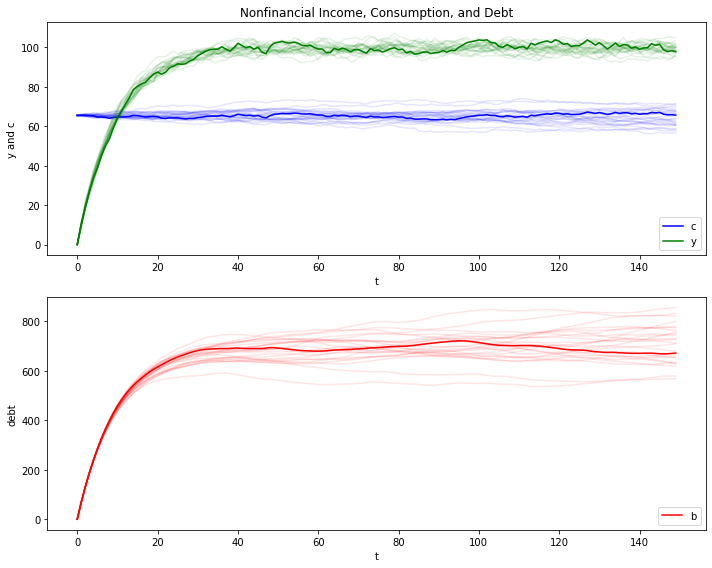 Nonfinancial Income, Consumption, and Debt
y and c
100
80
60
40
20
0
c
y
0 20 40 60 80 100 120 140
t
debt
800
600
400
200
0
b
0 20 40 60 80 100 120 140
t